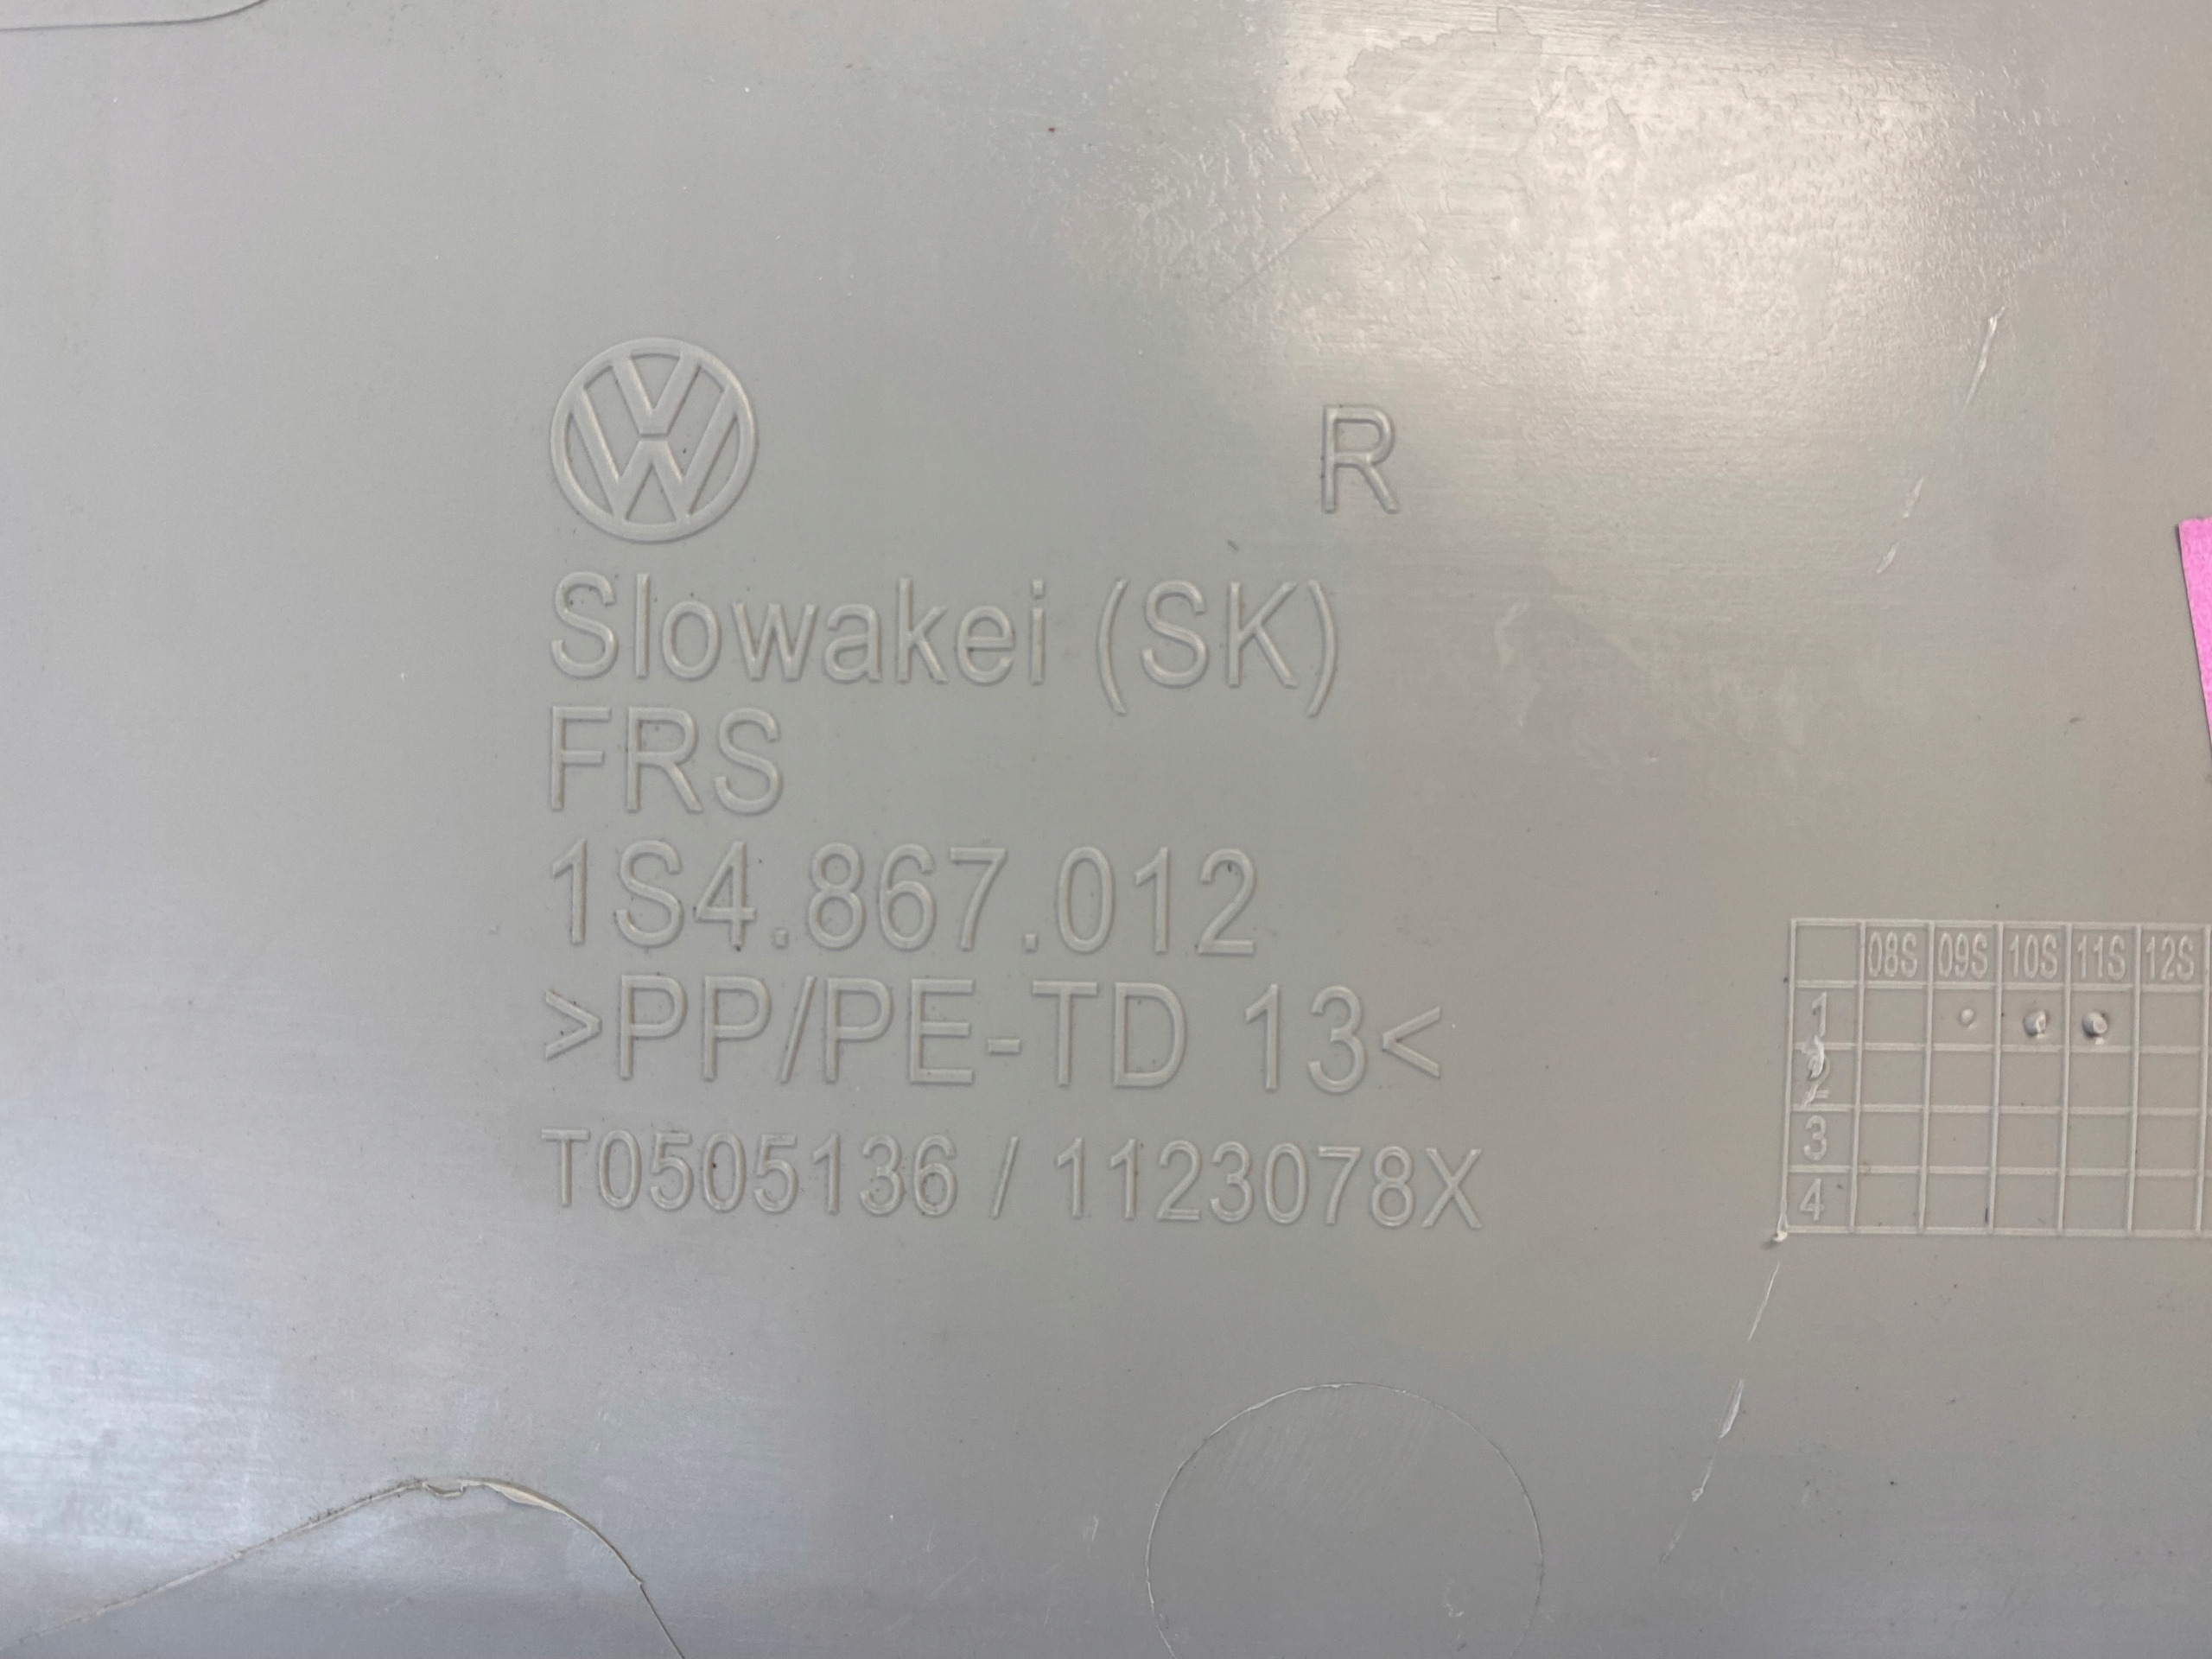 R
Slowakei (SK)
FRS
1S4.867.012
>PP/PE-TD 13<
T0505136 / 1123078X
08S 09S 10S 11S 12S
1
2
3
4